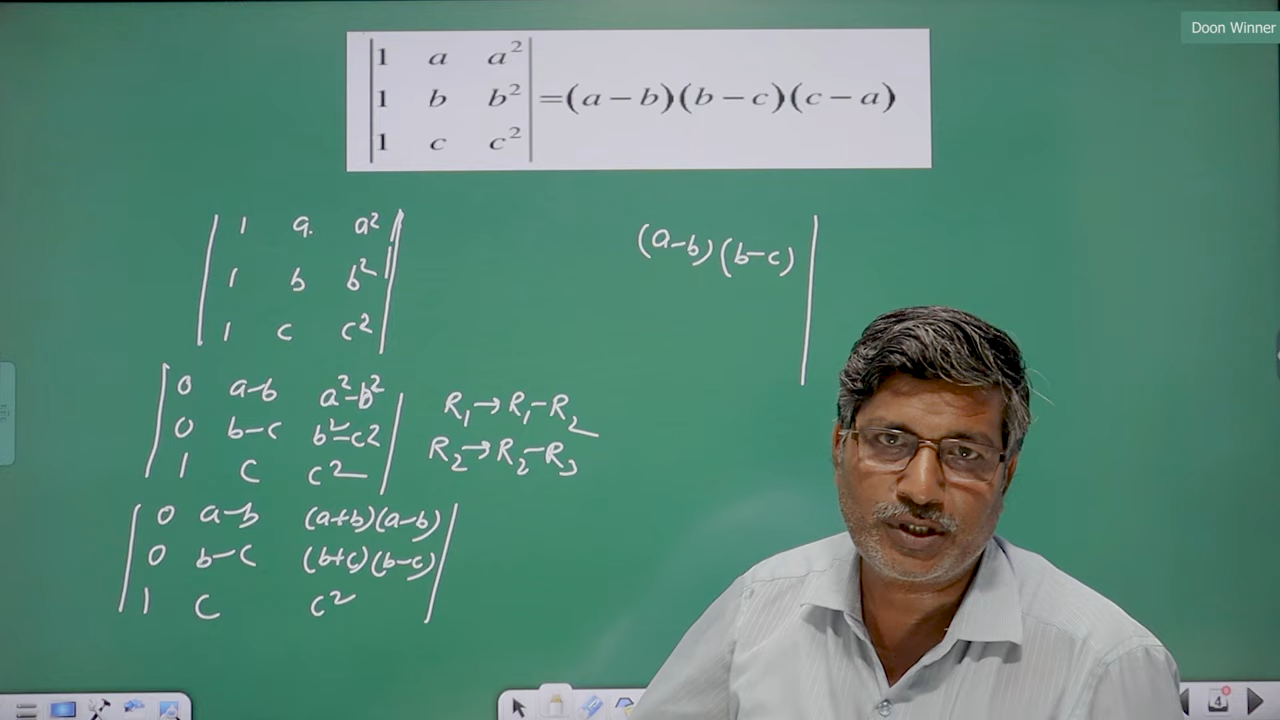 Doon Winner
|1 a a²|
|1 b b²| =(a−b)(b−c)(c−a)
|1 c c²|
| 1 a. a² |
| 1 b b² |
| 1 c c² |
| 0 a-b a²-b² |
| 0 b-c b²-c2 |
| 1 c c² |
R₁→R₁-R₂
R₂→R₂-R₃
| 0 a-b (a+b)(a-b) |
| 0 b-c (b+c)(b-c) |
| 1 c c² |
(a-b)(b-c) |
4